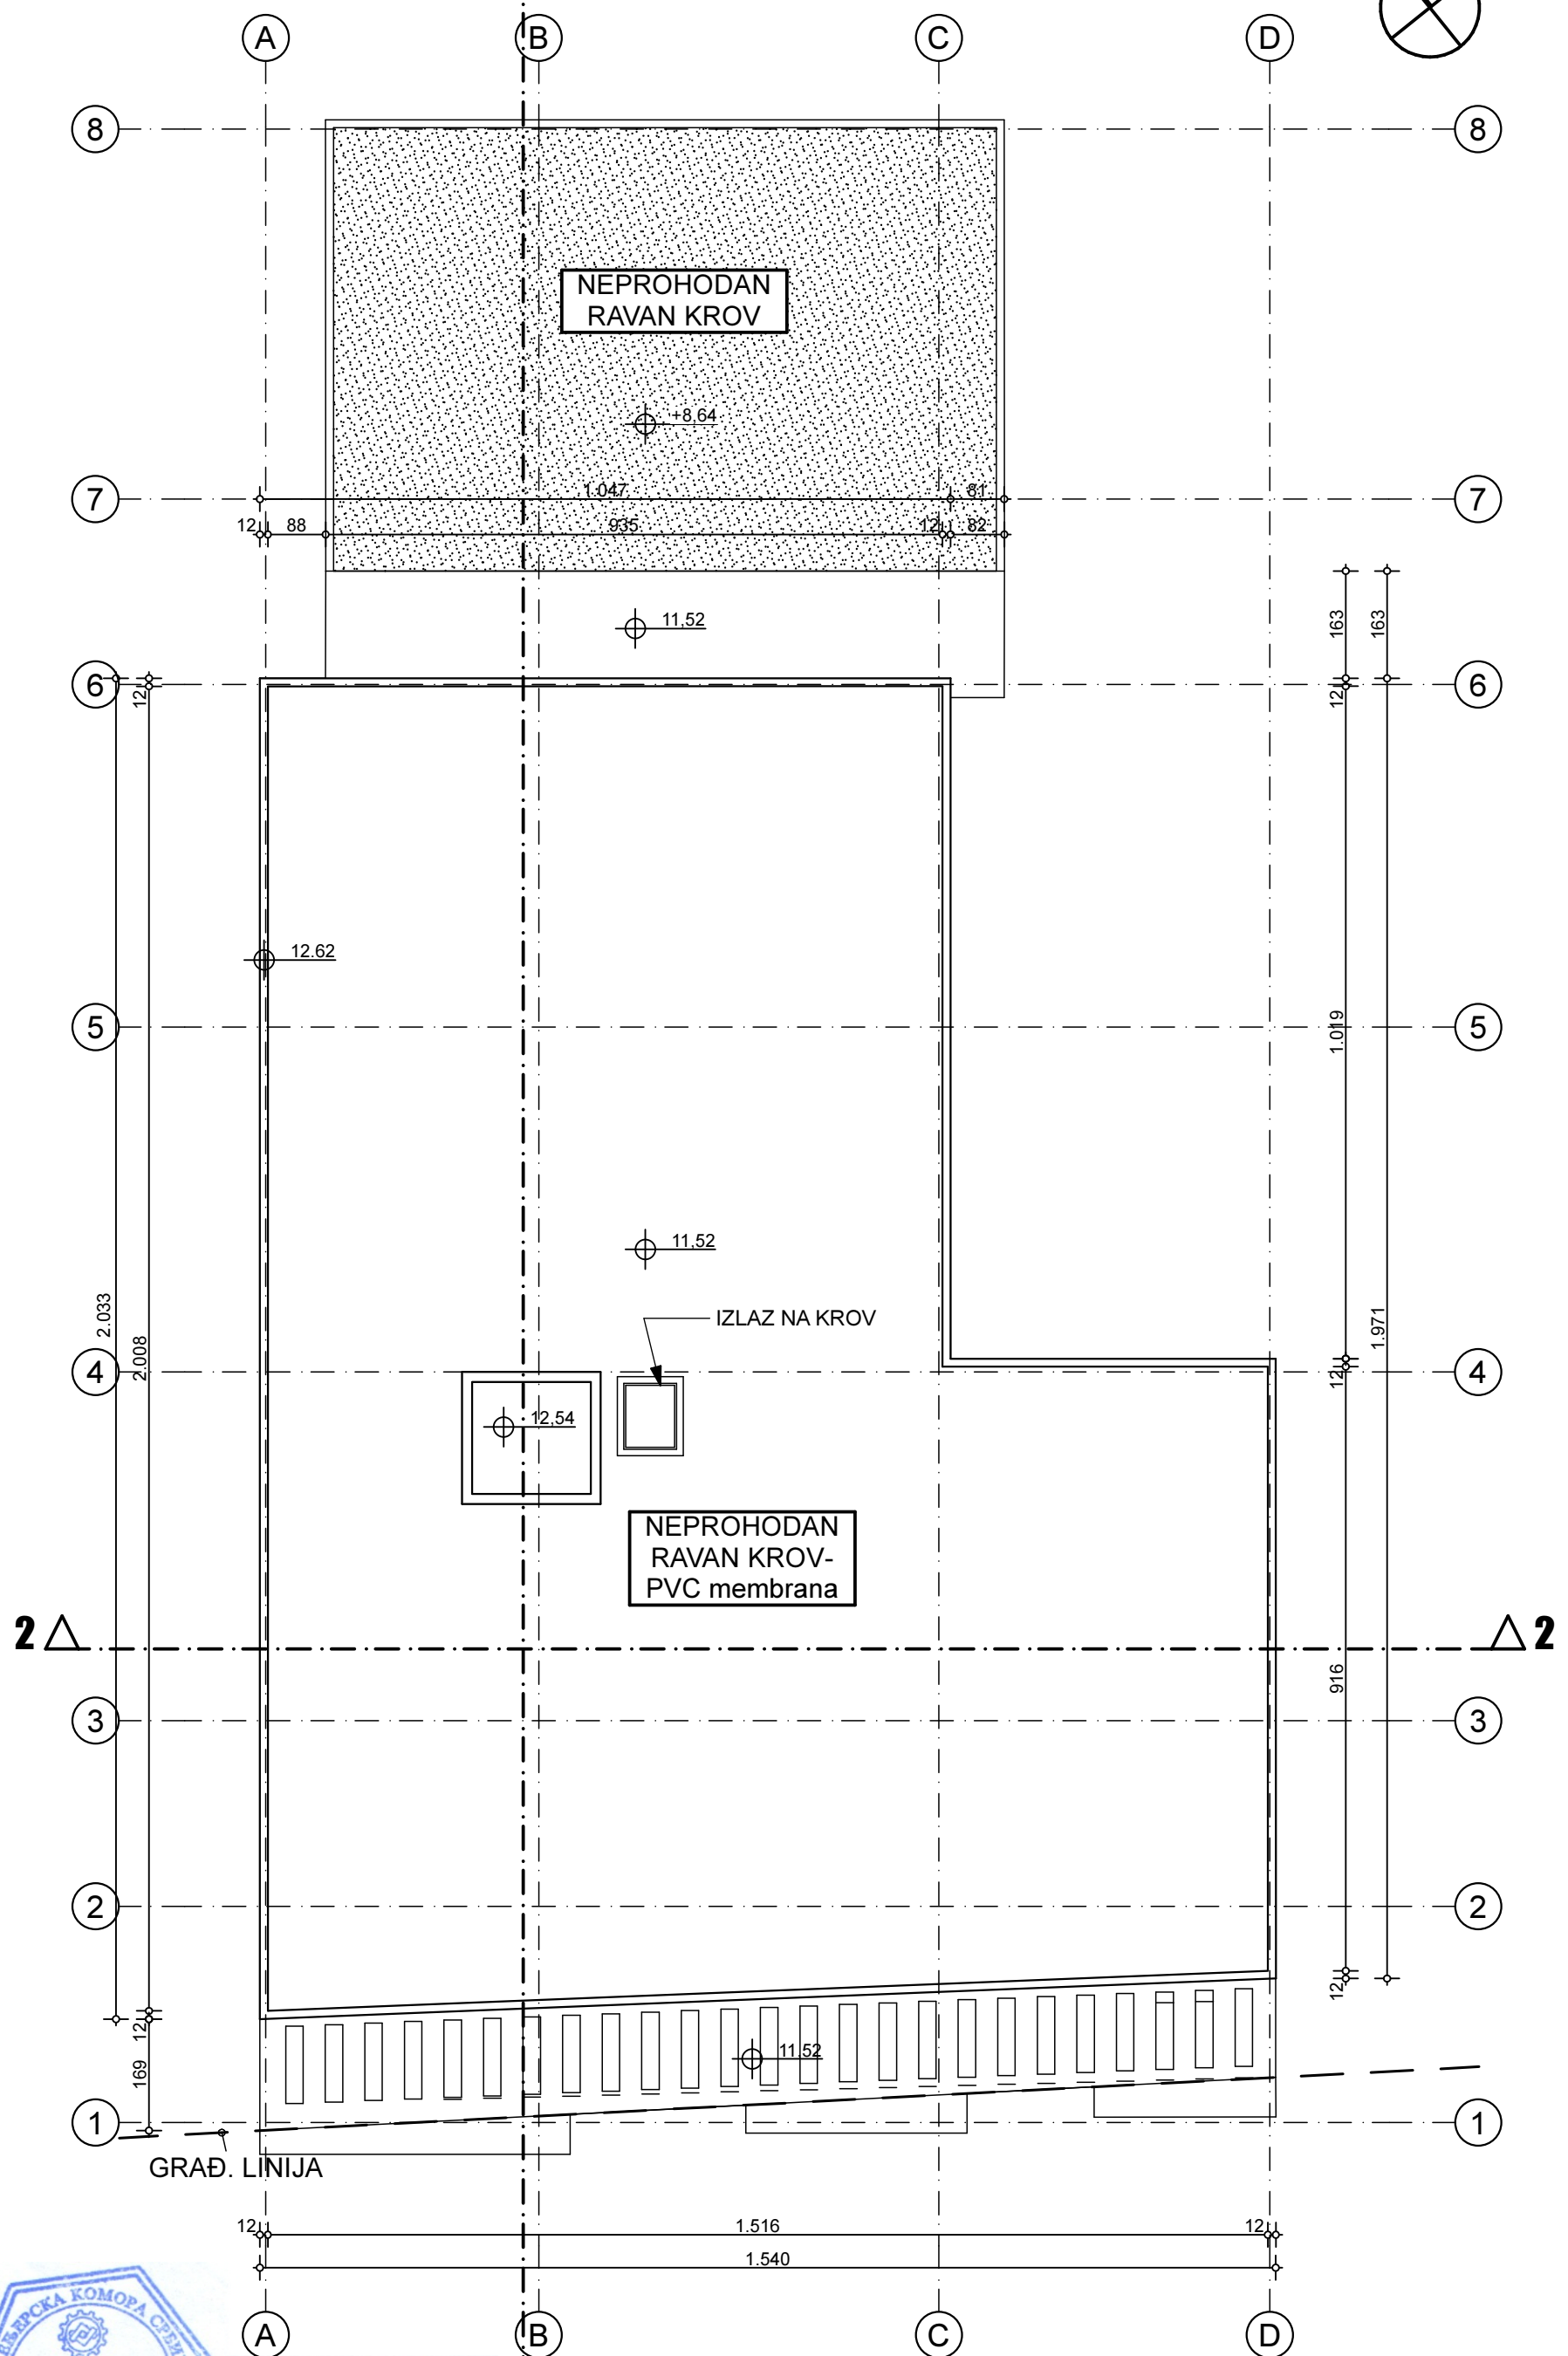 A B C D
8 8
NEPROHODAN
RAVAN KROV
+8,64
7 1.047 81 7
12 88 935 12 82
11,52
163 163
6 12 12 6
12.62
5 1.019 5
11,52
2.033
IZLAZ NA KROV
2.008 1.971
4 12 4
12,54
NEPROHODAN
RAVAN KROV-
PVC membrana
2 2
916
3 3
2 2
12
12 11,52
169
1 1
GRAĐ. LINIJA
12 1.516 12
1.540
КОМОРА
A B C D